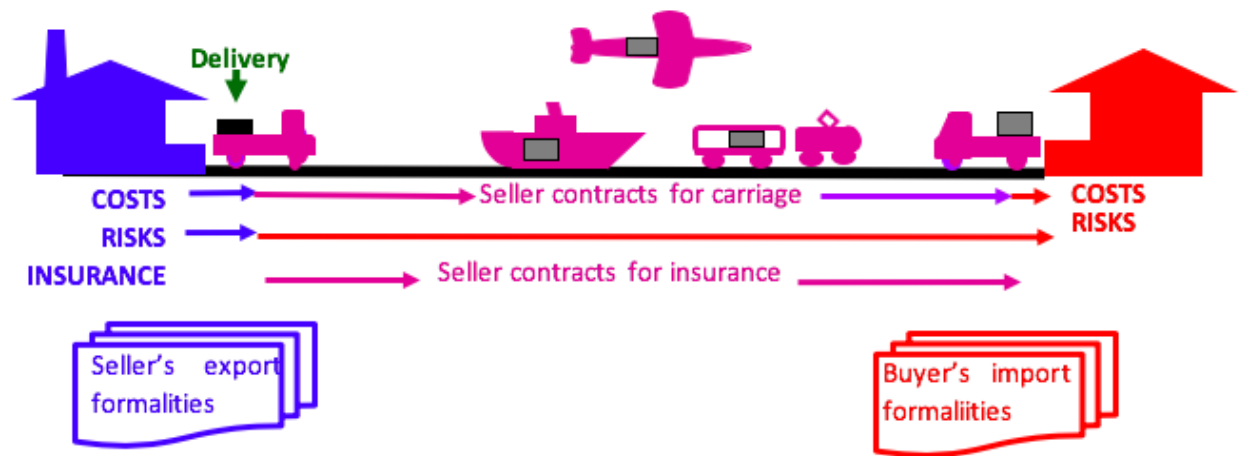 Delivery
COSTS Seller contracts for carriage COSTS
RISKS RISKS
INSURANCE Seller contracts for insurance
Seller's export
formalities
Buyer's import
formaliities